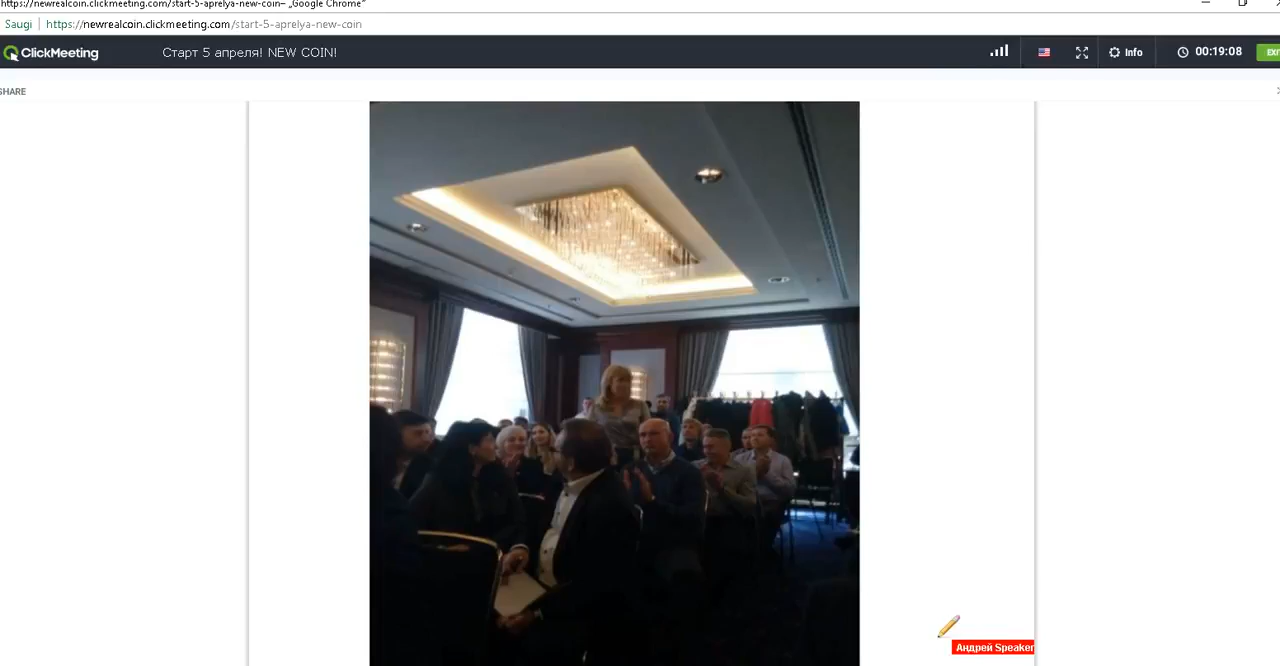 https://newrealcoin.clickmeeting.com/start-5-aprelya-new-coin– „Google Chrome“
Saugi https://newrealcoin.clickmeeting.com/start-5-aprelya-new-coin
ClickMeeting Старт 5 апреля! NEW COIN! Info 00:19:08 EXIT
SHARE
Андрей Speaker